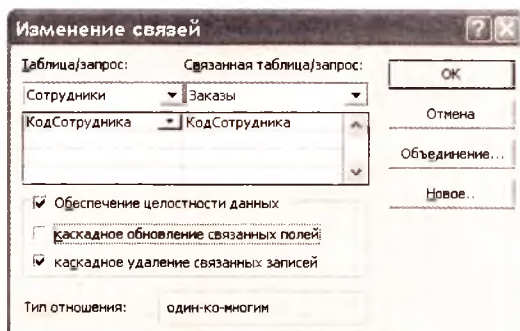 Изменение связей
Таблица/запрос: Связанная таблица/запрос:
Сотрудники Заказы
КодСотрудника КодСотрудника
Обеспечение целостности данных
каскадное обновление связанных полей
каскадное удаление связанных записей
Тип отношения: один-ко-многим
ОК
Отмена
Объединение...
Новое..